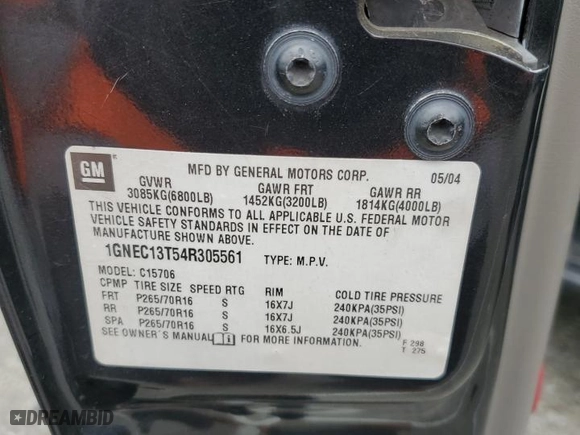 GM
MFD BY GENERAL MOTORS CORP. 05/04
GVWR GAWR FRT GAWR RR
3085KG(6800LB) 1452KG(3200LB) 1814KG(4000LB)
THIS VEHICLE CONFORMS TO ALL APPLICABLE U.S. FEDERAL MOTOR
VEHICLE SAFETY STANDARDS IN EFFECT ON THE DATE OF
MANUFACTURE SHOWN ABOVE.
1GNEC13T54R305561 TYPE: M.P.V.
MODEL: C15706
CPMP TIRE SIZE SPEED RTG RIM COLD TIRE PRESSURE
FRT P265/70R16 S 16X7J 240KPA(35PSI)
RR P265/70R16 S 16X7J 240KPA(35PSI)
SPA P265/70R16 S 16X6.5J 240KPA(35PSI)
SEE OWNER'S MANUAL FOR MORE INFORMATION.
F 298
T 275
DREAMBID